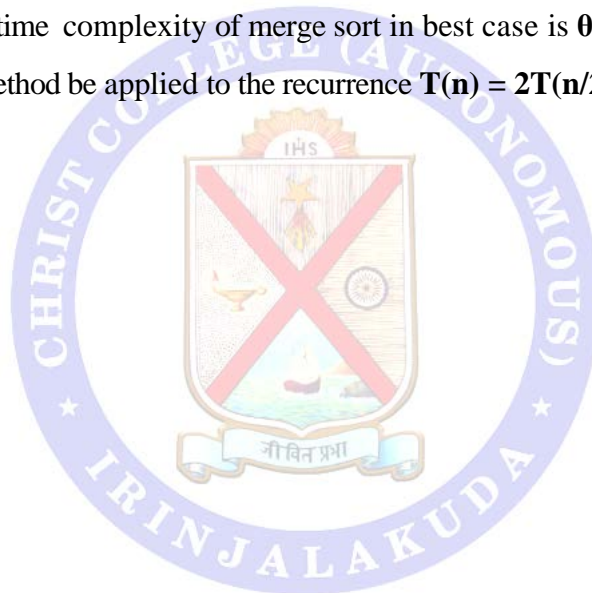 time complexity of merge sort in best case is θ
ethod be applied to the recurrence T(n) = 2T(n/2
CHRIST COLLEGE (AUTONOMOUS)
IHS
जीवित प्रभा
★ IRINJALAKUDA ★